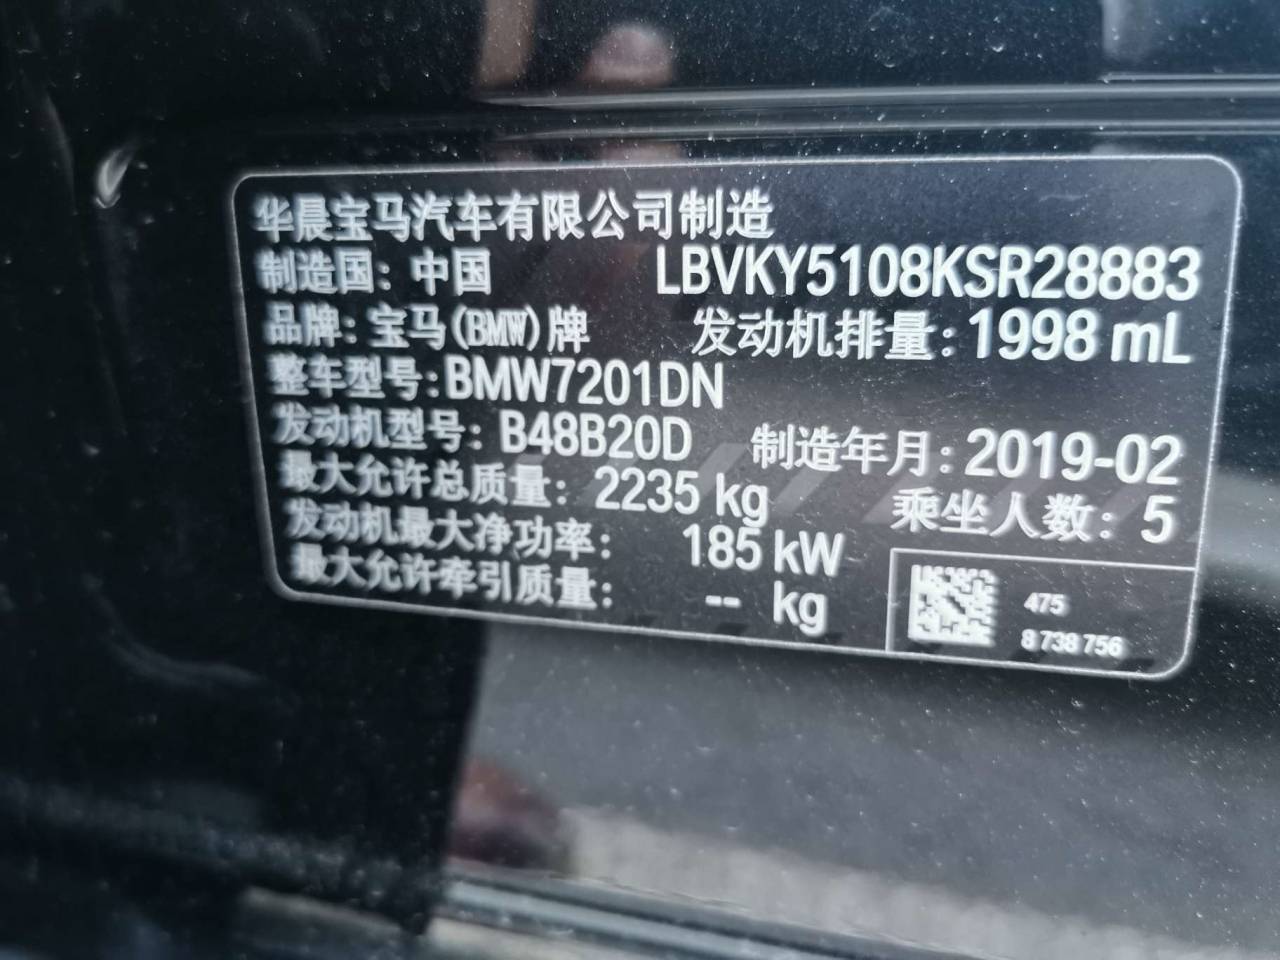 华晨宝马汽车有限公司制造
制造国：中国 LBVKY5108KSR28883
品牌：宝马(BMW)牌 发动机排量：1998 mL
整车型号：BMW7201DN
发动机型号：B48B20D 制造年月：2019-02
最大允许总质量：2235 kg 乘坐人数：5
发动机最大净功率：185 kW
最大允许牵引质量：-- kg
475
8 738 756